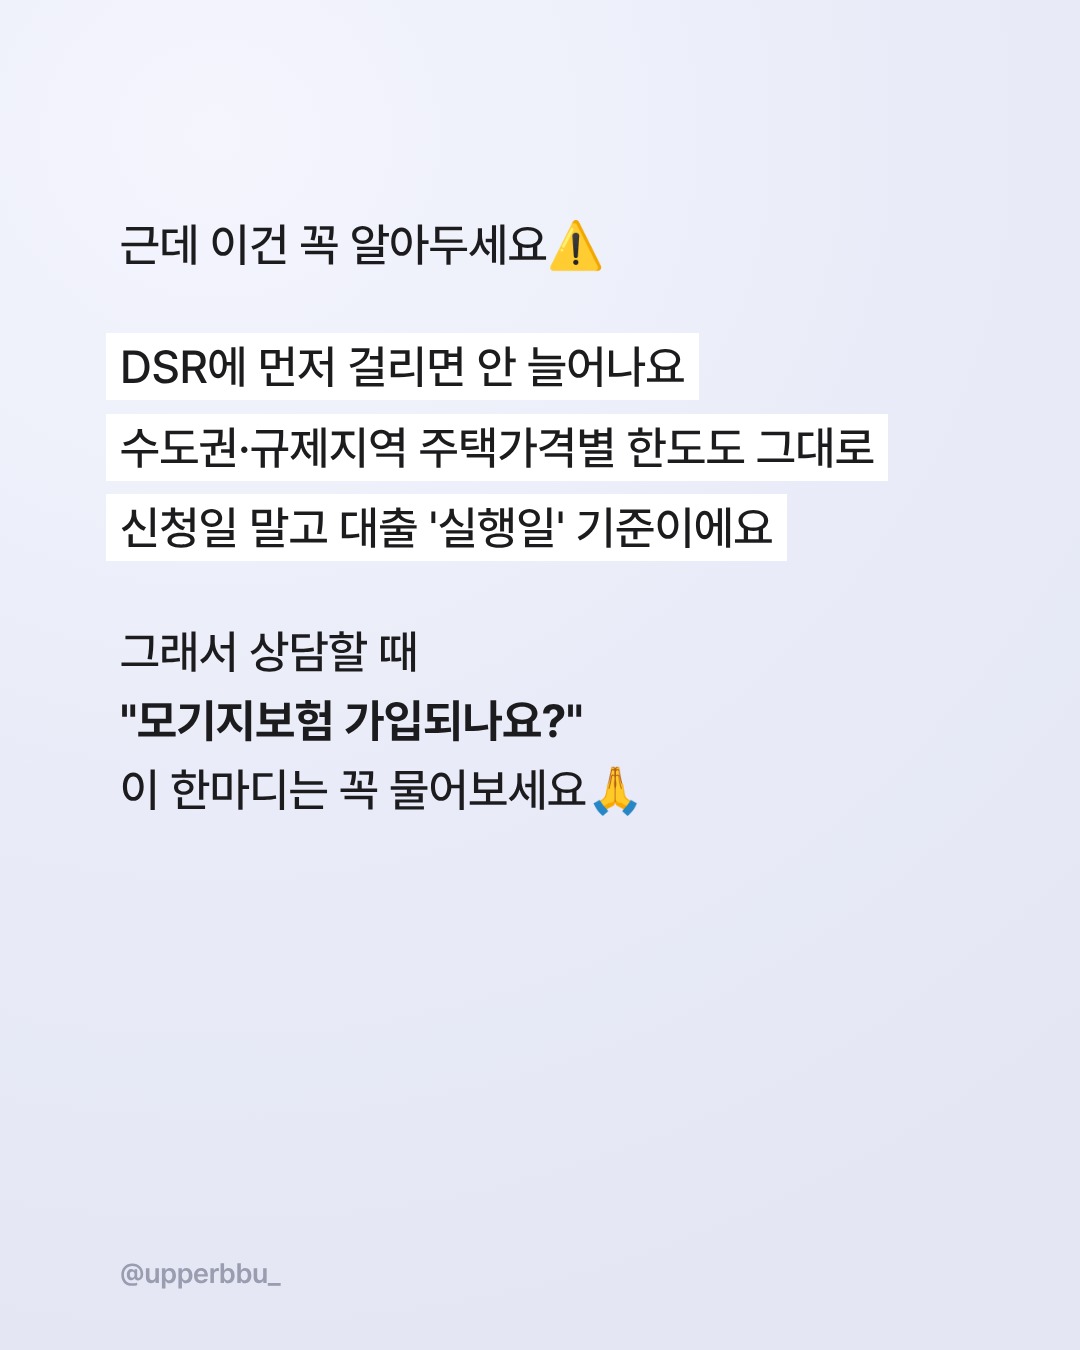 근데 이건 꼭 알아두세요⚠️
DSR에 먼저 걸리면 안 늘어나요
수도권·규제지역 주택가격별 한도도 그대로
신청일 말고 대출 '실행일' 기준이에요
그래서 상담할 때
"모기지보험 가입되나요?"
이 한마디는 꼭 물어보세요🙏
@upperbbu_